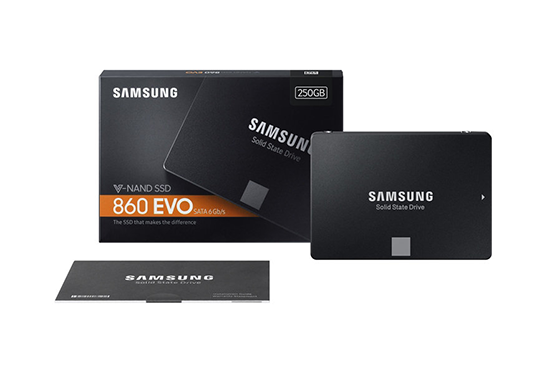 SAMSUNG
250GB
SAMSUNG
Solid State Drive
V-NAND SSD
860 EVO SATA 6Gb/s
The SSD that makes the difference
SAMSUNG
Solid State Drive
SAMSUNG
Solid State Drive